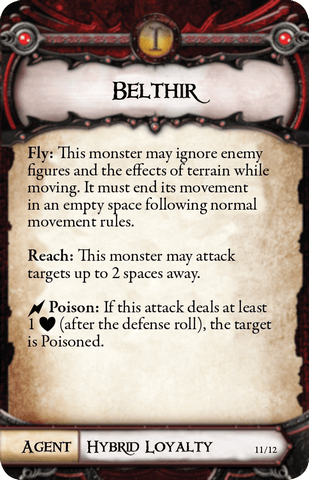 I
Belthir
Fly: This monster may ignore enemy
figures and the effects of terrain while
moving. It must end its movement
in an empty space following normal
movement rules.
Reach: This monster may attack
targets up to 2 spaces away.
Poison: If this attack deals at least
1 ♥ (after the defense roll), the target
is Poisoned.
Agent Hybrid Loyalty 11/12